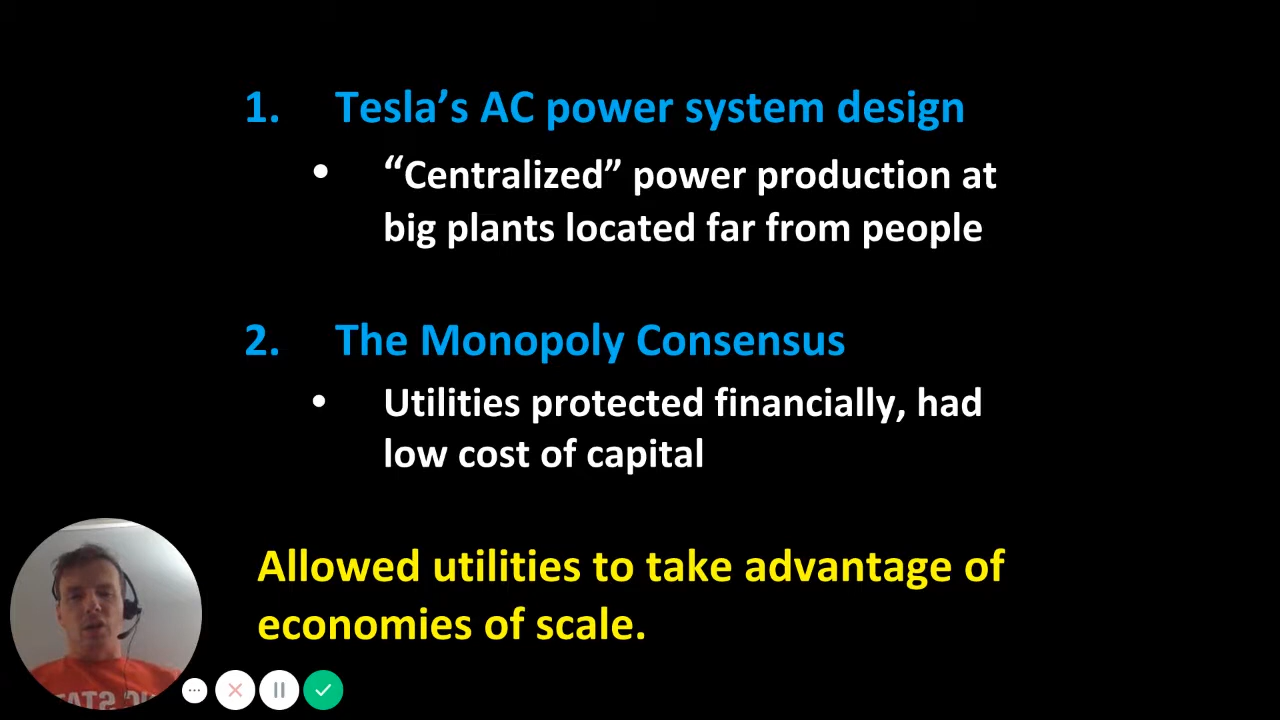 1. Tesla’s AC power system design
• “Centralized” power production at
big plants located far from people
2. The Monopoly Consensus
• Utilities protected financially, had
low cost of capital
Allowed utilities to take advantage of
economies of scale.